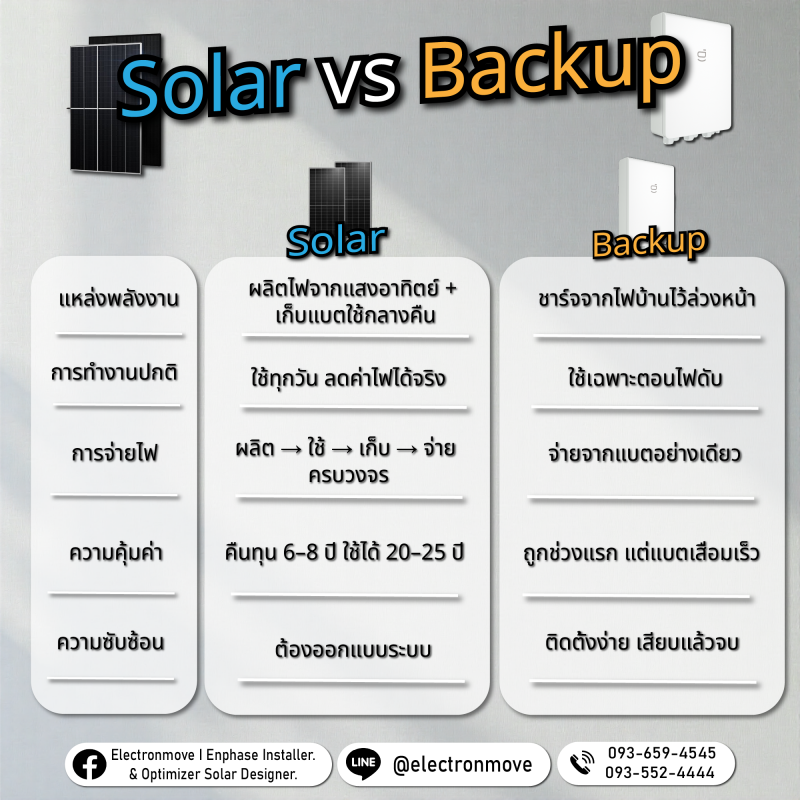 Solar vs Backup
Solar
Backup
แหล่งพลังงาน
ผลิตไฟจากแสงอาทิตย์ +
เก็บแบตใช้กลางคืน
ชาร์จจากไฟบ้านไว้ล่วงหน้า
การทำงานปกติ
ใช้ทุกวัน ลดค่าไฟได้จริง
ใช้เฉพาะตอนไฟดับ
การจ่ายไฟ
ผลิต → ใช้ → เก็บ → จ่าย
ครบวงจร
จ่ายจากแบตอย่างเดียว
ความคุ้มค่า
คืนทุน 6–8 ปี ใช้ได้ 20–25 ปี
ถูกช่วงแรก แต่แบตเสื่อมเร็ว
ความซับซ้อน
ต้องออกแบบระบบ
ติดตั้งง่าย เสียบแล้วจบ
Electronmove I Enphase Installer.
& Optimizer Solar Designer.
LINE
@electronmove
093-659-4545
093-552-4444